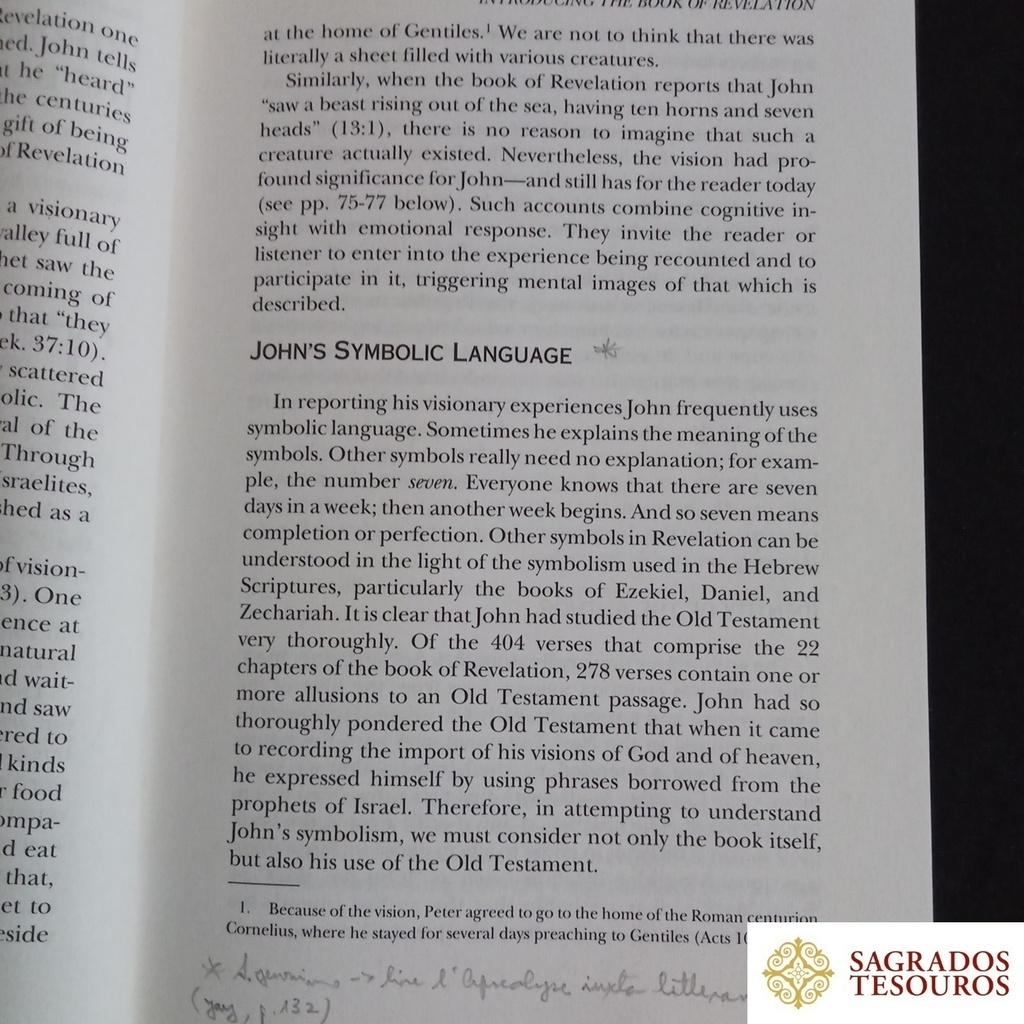 Revelation one
ned. John tells
at he “heard”
the centuries
gift of being
of Revelation
a visionary
valley full of
het saw the
coming of
that “they
ek. 37:10).
scattered
olic. The
al of the
Through
sraelites,
shed as a
of vision-
3). One
ence at
natural
d wait-
nd saw
ered to
kinds
r food
ompa-
d eat
that,
et to
eside
INTRODUCING THE BOOK OF REVELATION
at the home of Gentiles.¹ We are not to think that there was
literally a sheet filled with various creatures.
Similarly, when the book of Revelation reports that John
“saw a beast rising out of the sea, having ten horns and seven
heads” (13:1), there is no reason to imagine that such a
creature actually existed. Nevertheless, the vision had pro-
found significance for John—and still has for the reader today
(see pp. 75-77 below). Such accounts combine cognitive in-
sight with emotional response. They invite the reader or
listener to enter into the experience being recounted and to
participate in it, triggering mental images of that which is
described.
JOHN’S SYMBOLIC LANGUAGE *
In reporting his visionary experiences John frequently uses
symbolic language. Sometimes he explains the meaning of the
symbols. Other symbols really need no explanation; for exam-
ple, the number seven. Everyone knows that there are seven
days in a week; then another week begins. And so seven means
completion or perfection. Other symbols in Revelation can be
understood in the light of the symbolism used in the Hebrew
Scriptures, particularly the books of Ezekiel, Daniel, and
Zechariah. It is clear that John had studied the Old Testament
very thoroughly. Of the 404 verses that comprise the 22
chapters of the book of Revelation, 278 verses contain one or
more allusions to an Old Testament passage. John had so
thoroughly pondered the Old Testament that when it came
to recording the import of his visions of God and of heaven,
he expressed himself by using phrases borrowed from the
prophets of Israel. Therefore, in attempting to understand
John’s symbolism, we must consider not only the book itself,
but also his use of the Old Testament.
1. Because of the vision, Peter agreed to go to the home of the Roman centurion
Cornelius, where he stayed for several days preaching to Gentiles (Acts 1
* -> l'Apocalypse iuxta litteram
p. 132)
SAGRADOS
TESOUROS